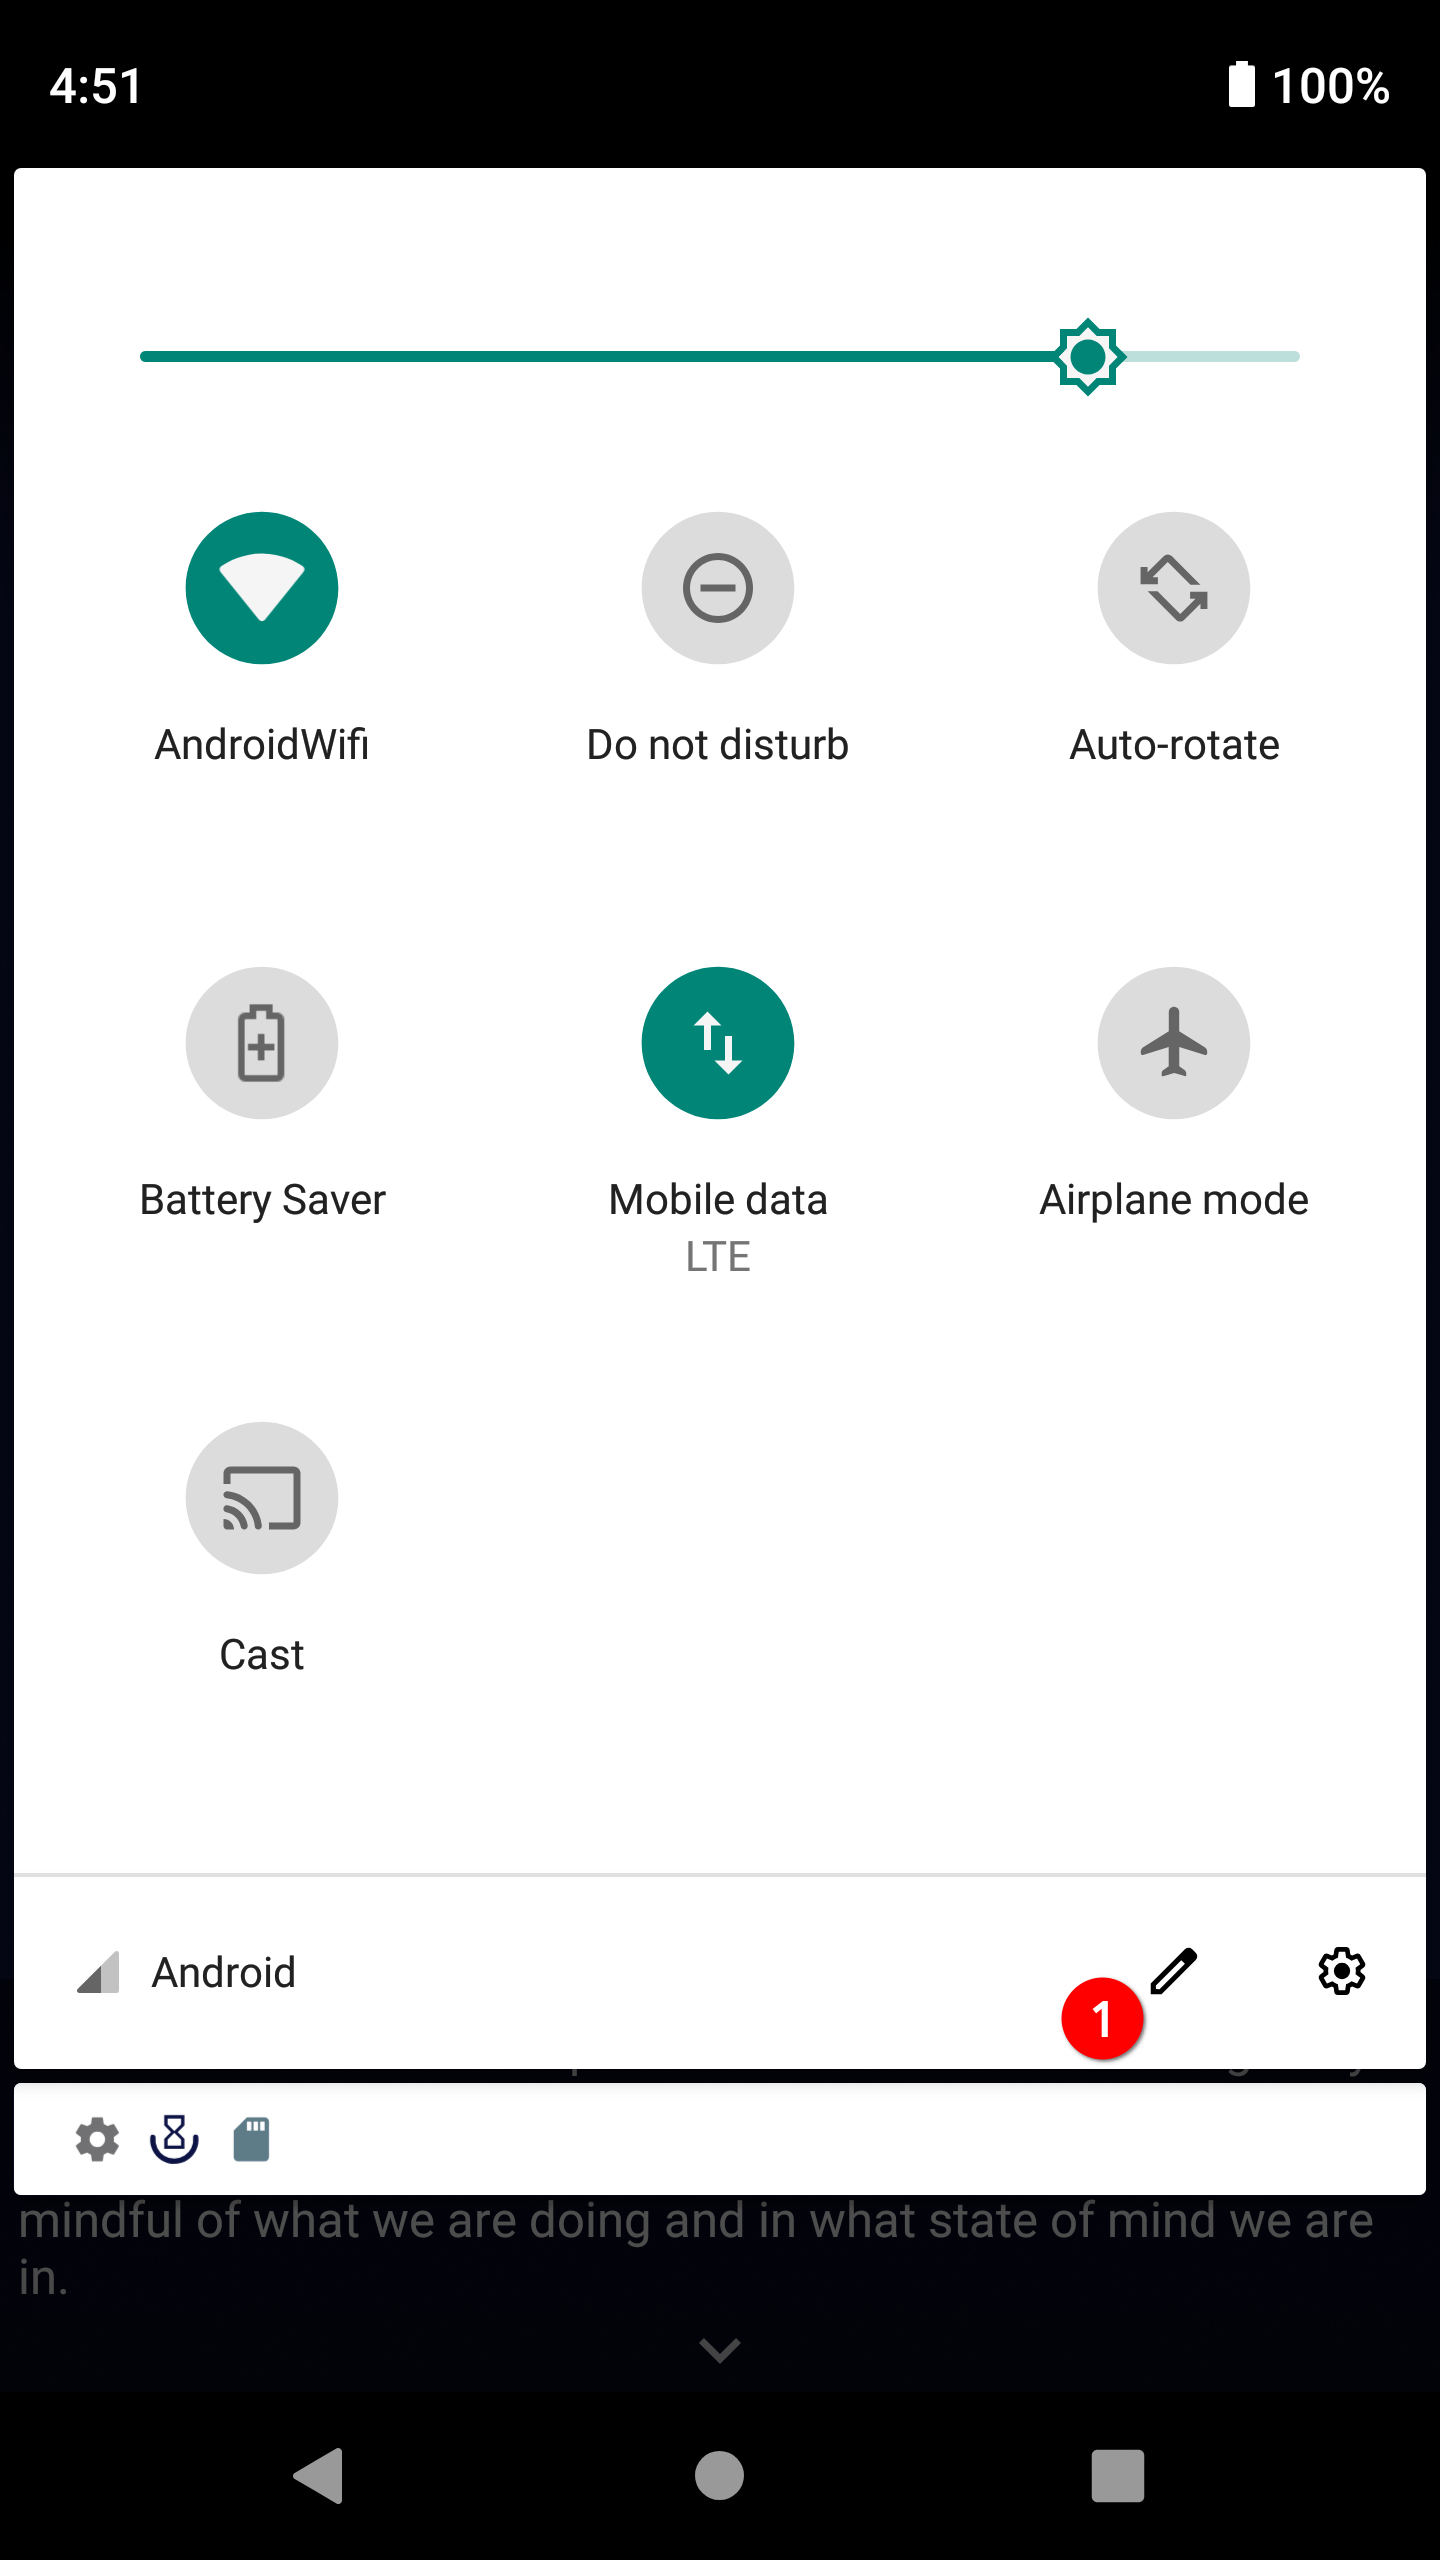 4:51 100%
AndroidWifi Do not disturb Auto-rotate
Battery Saver Mobile data Airplane mode
LTE
Cast
Android
1
mindful of what we are doing and in what state of mind we are
in.